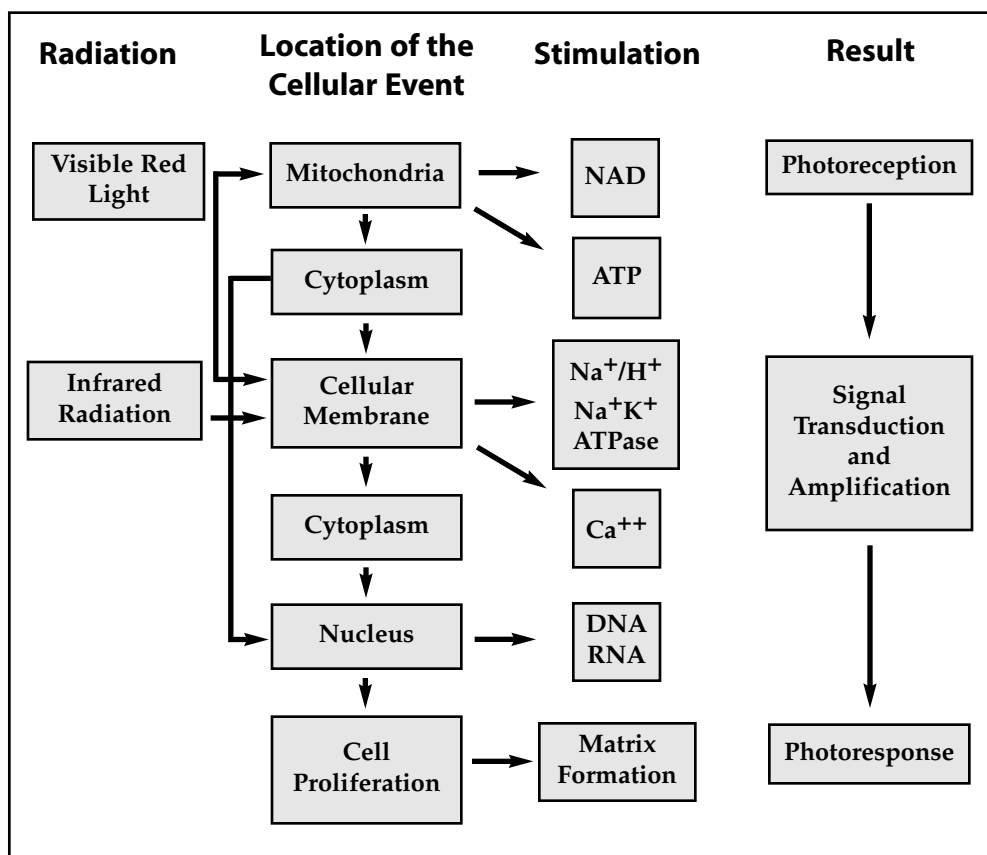 Radiation
Location of the
Cellular Event
Stimulation
Result
Visible Red
Light
Mitochondria
NAD
Photoreception
Cytoplasm
ATP
Infrared
Radiation
Cellular
Membrane
Na+/H+
Na+K+
ATPase
Signal
Transduction
and
Amplification
Cytoplasm
Ca++
Nucleus
DNA
RNA
Cell
Proliferation
Matrix
Formation
Photoresponse